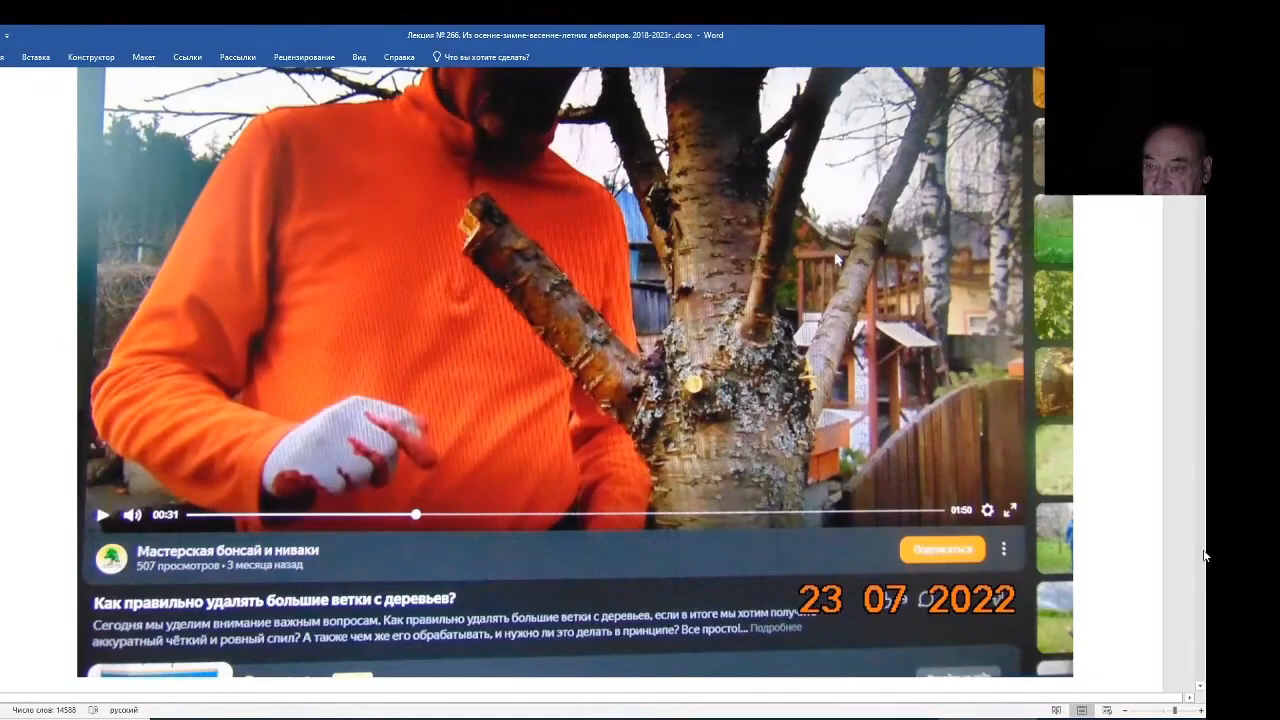 Лекция № 266. Из осенне-зимне-весенне-летних вебинаров. 2018-2023г..docx - Word
Вставка Конструктор Макет Ссылки Рассылки Рецензирование Вид Справка Что вы хотите сделать?
00:31 01:50
Мастерская бонсай и ниваки
507 просмотров • 3 месяца назад
Подписаться
Как правильно удалять большие ветки с деревьев?
23 07 2022
Сегодня мы уделим внимание важным вопросам. Как правильно удалять большие ветки с деревьев, если в итоге мы хотим
аккуратный чёткий и ровный спил? А также чем же его обрабатывать, и нужно ли это делать в принципе? Все просто!... Подробнее
Число слов: 14588 русский